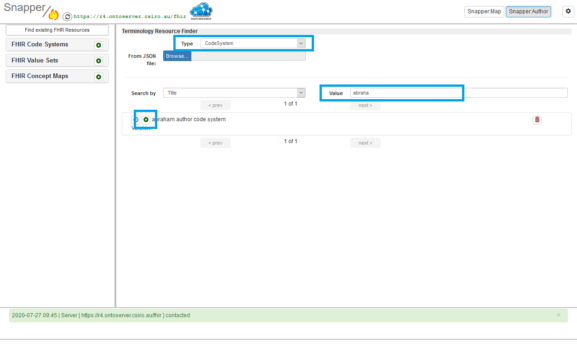 Snapper
https://r4.ontoserver.csiro.au/fhir
Snapper:Map
Snapper:Author
Find existing FHIR Resources
FHIR Code Systems
FHIR Value Sets
FHIR Concept Maps
Terminology Resource Finder
Type
CodeSystem
From JSON file:
Browse...
Search by
Title
Value
abraha
< prev
1 of 1
next >
abraham author code system
< prev
1 of 1
next >
2020-07-27 09:45 | Server | https://r4.ontoserver.csiro.au/fhir | contacted
×